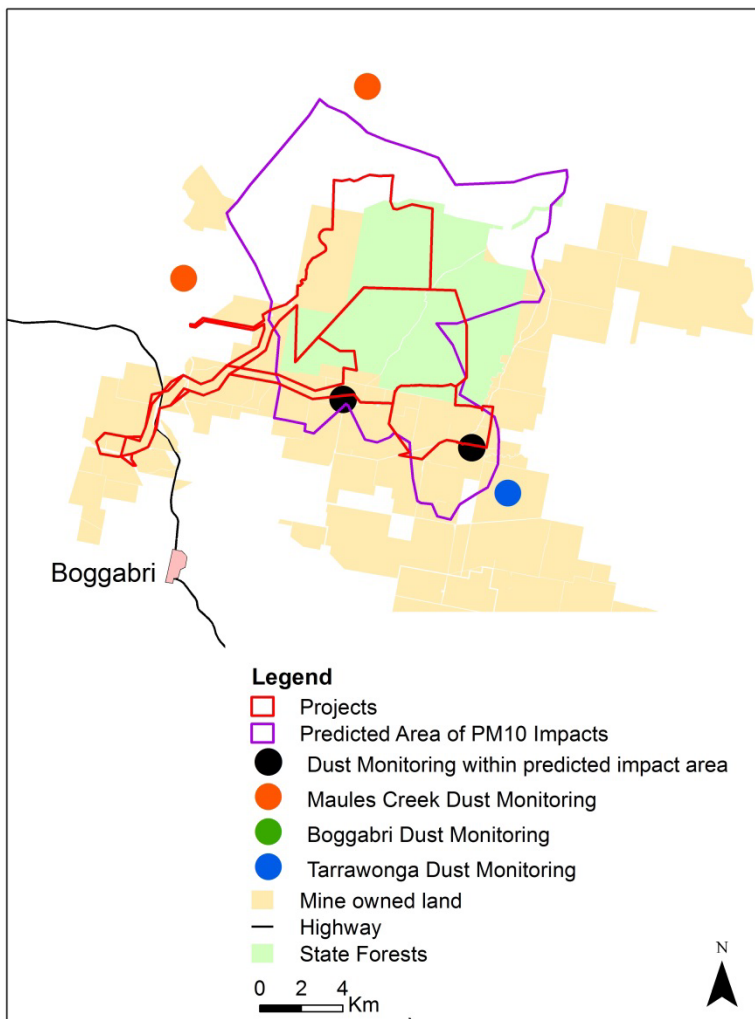 Boggabri
Legend
Projects
Predicted Area of PM10 Impacts
Dust Monitoring within predicted impact area
Maules Creek Dust Monitoring
Boggabri Dust Monitoring
Tarrawonga Dust Monitoring
Mine owned land
Highway
State Forests
0 2 4
Km
N